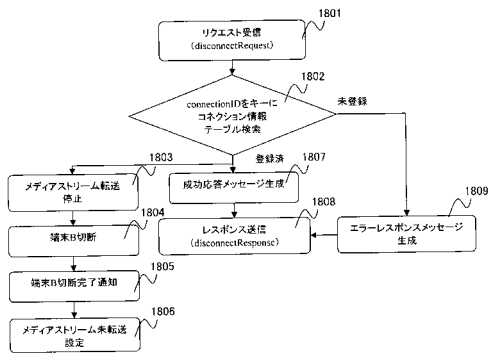 1801
リクエスト受信
(disconnectRequest)
1802
connectionIDをキーに
コネクション情報
テーブル検索
未登録
登録済
1803
メディアストリーム転送
停止
1804
端末B切断
1805
端末B切断完了通知
1806
メディアストリーム未転送
設定
1807
成功応答メッセージ生成
1808
レスポンス送信
(disconnectResponse)
1809
エラーレスポンスメッセージ
生成